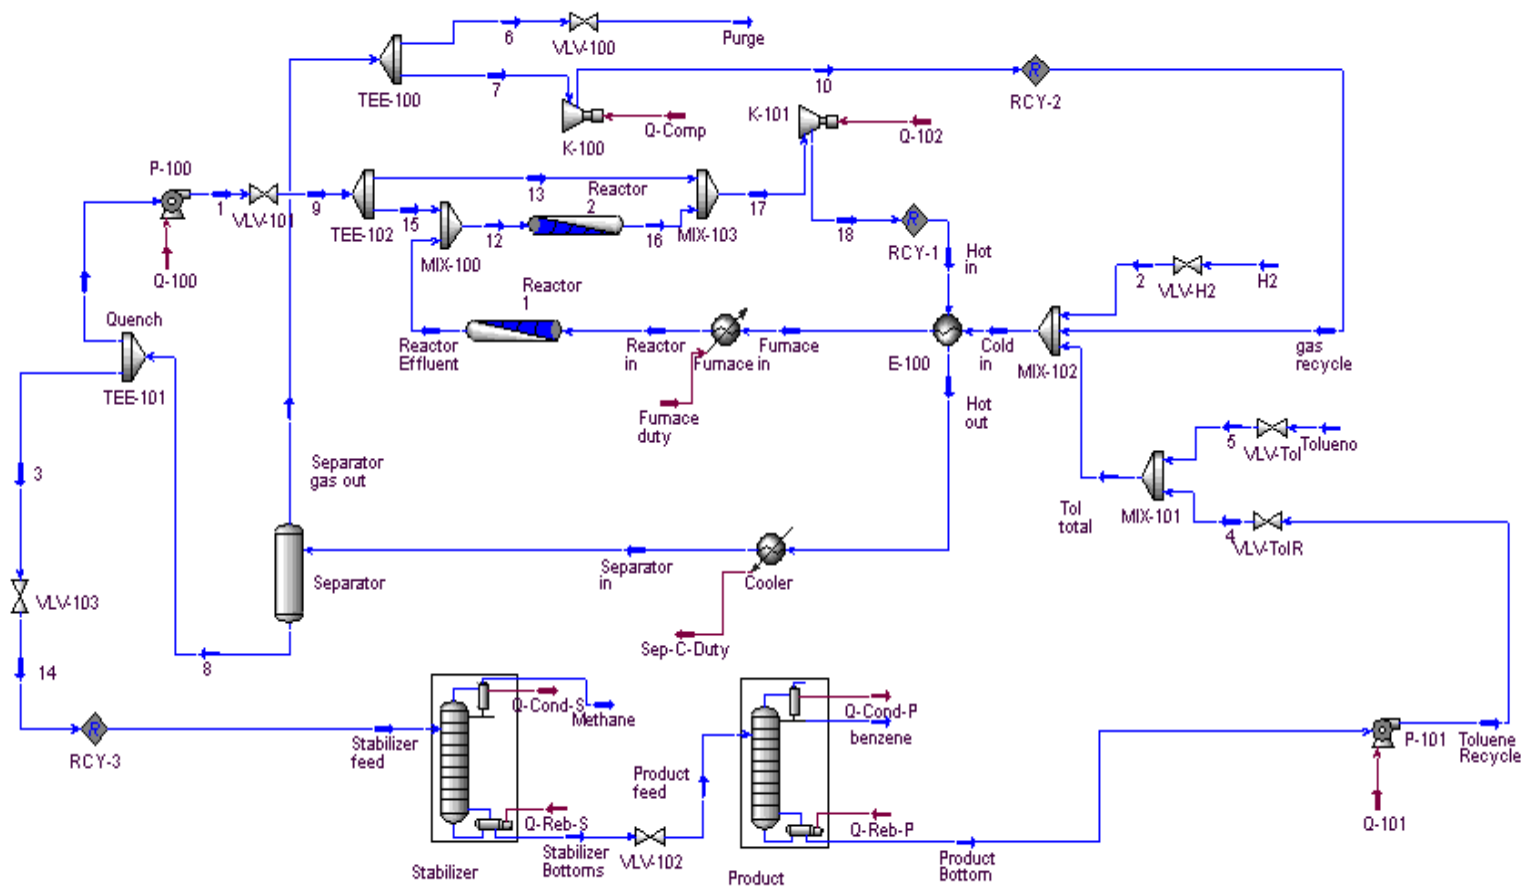 6
VLV-100
Purge
TEE-100
7
10
R
RCY-2
K-100
Q-Comp
K-101
Q-102
P-100
1
VLV-101
9
Q-100
TEE-102
13
15
MIX-100
12
Reactor
2
16
MIX-103
17
18
R
RCY-1
Hot
in
2
VLV-H2
H2
Quench
TEE-101
Reactor
Effluent
Reactor
1
Reactor
in
Furnace
Furnace
in
E-100
Cold
in
MIX-102
gas
recycle
Furnace
duty
Hot
out
3
Separator
gas out
5
VLV-Tol
Tolueno
Tol
total
MIX-101
4
VLV-TolR
VLV-103
Separator
Separator
in
Cooler
Sep-C-Duty
14
8
R
RCY-3
Stabilizer
feed
Q-Cond-S
Methane
Q-Reb-S
Stabilizer
Stabilizer
Bottoms
VLV-102
Product
feed
Q-Cond-P
benzene
Q-Reb-P
Product
Product
Bottom
P-101
Toluene
Recycle
Q-101